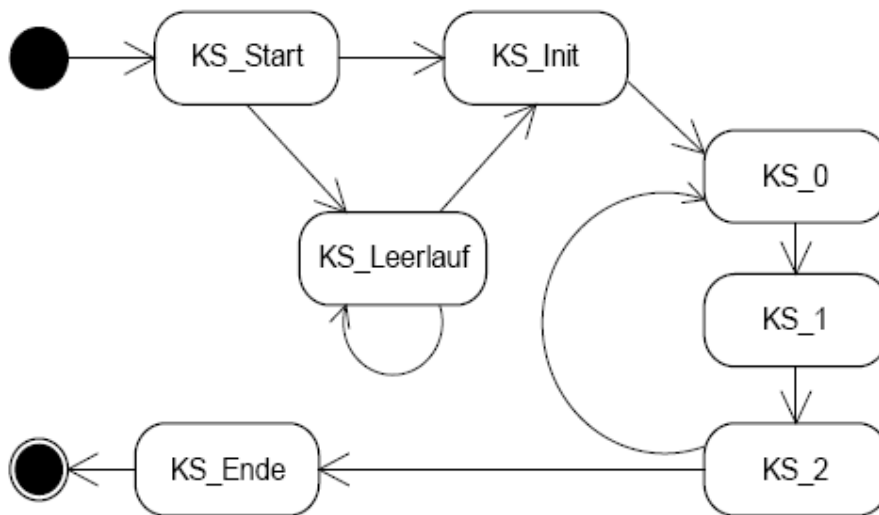 KS_Start
KS_Init
KS_0
KS_Leerlauf
KS_1
KS_Ende
KS_2